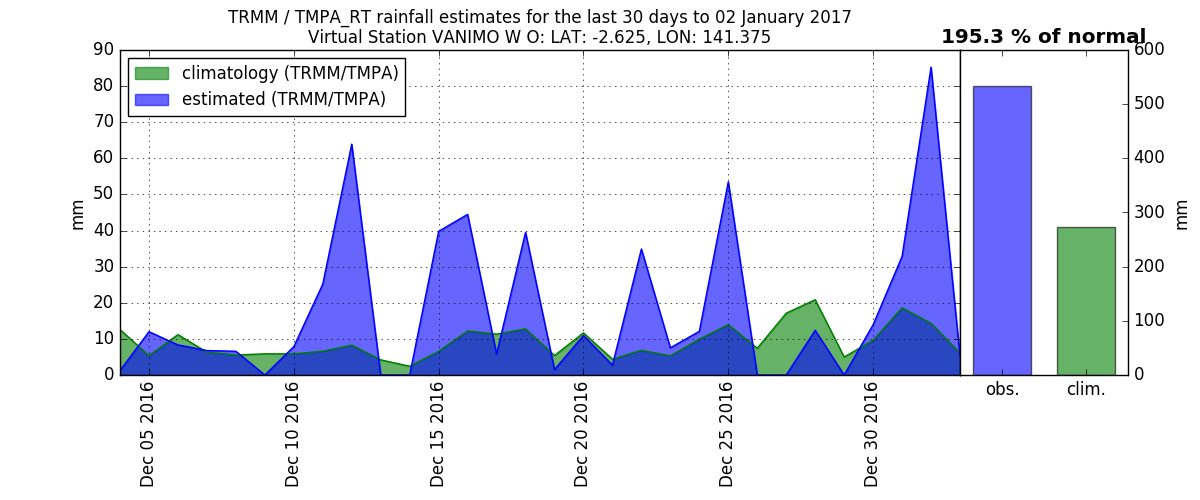 TRMM / TMPA_RT rainfall estimates for the last 30 days to 02 January 2017
Virtual Station VANIMO W O: LAT: -2.625, LON: 141.375
195.3 % of normal
climatology (TRMM/TMPA)
estimated (TRMM/TMPA)
mm
90
80
70
60
50
40
30
20
10
0
Dec 05 2016
Dec 10 2016
Dec 15 2016
Dec 20 2016
Dec 25 2016
Dec 30 2016
600
500
400
300
200
100
0
mm
obs. clim.